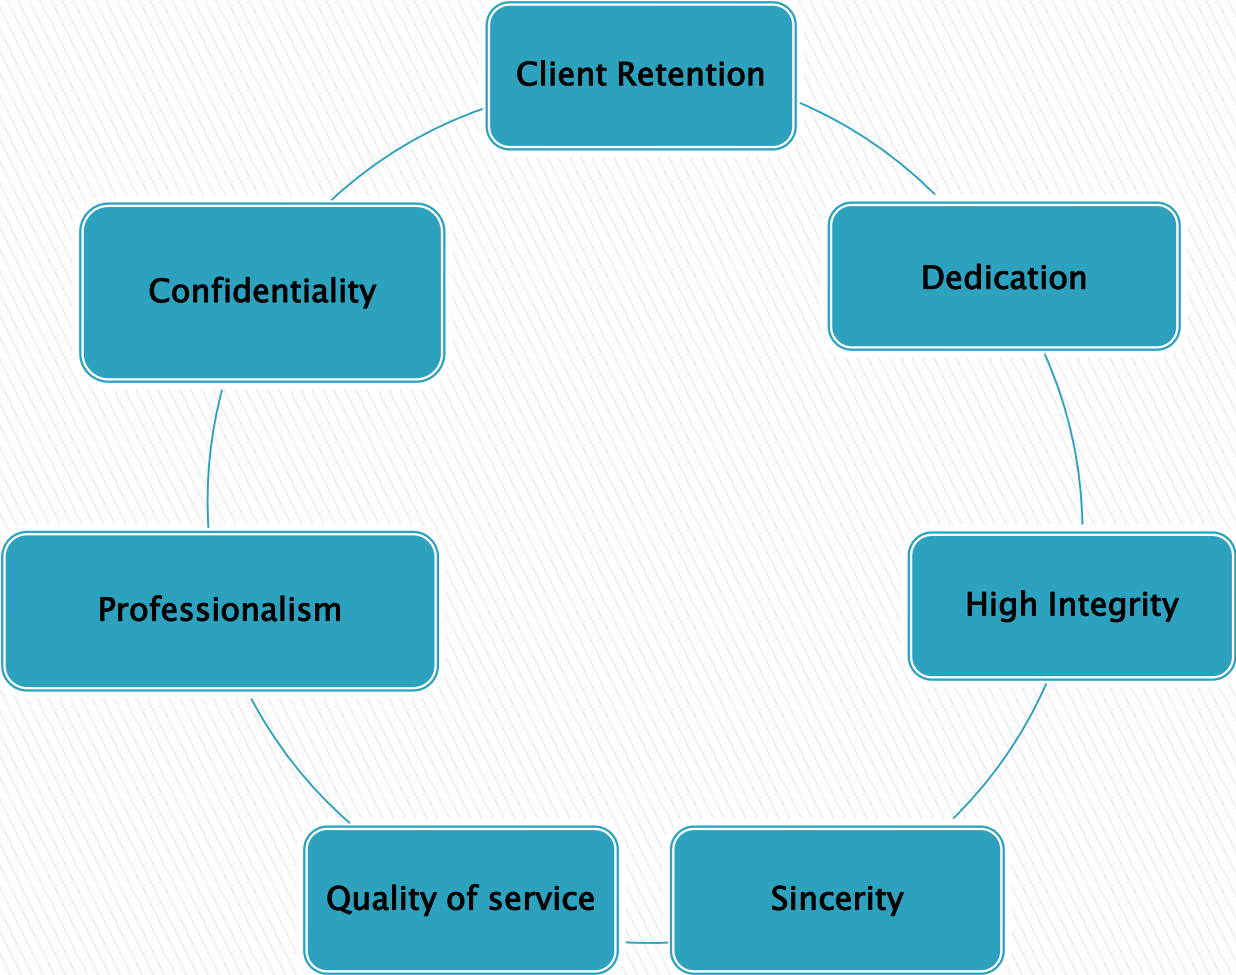 Client Retention
Dedication
High Integrity
Sincerity
Quality of service
Professionalism
Confidentiality